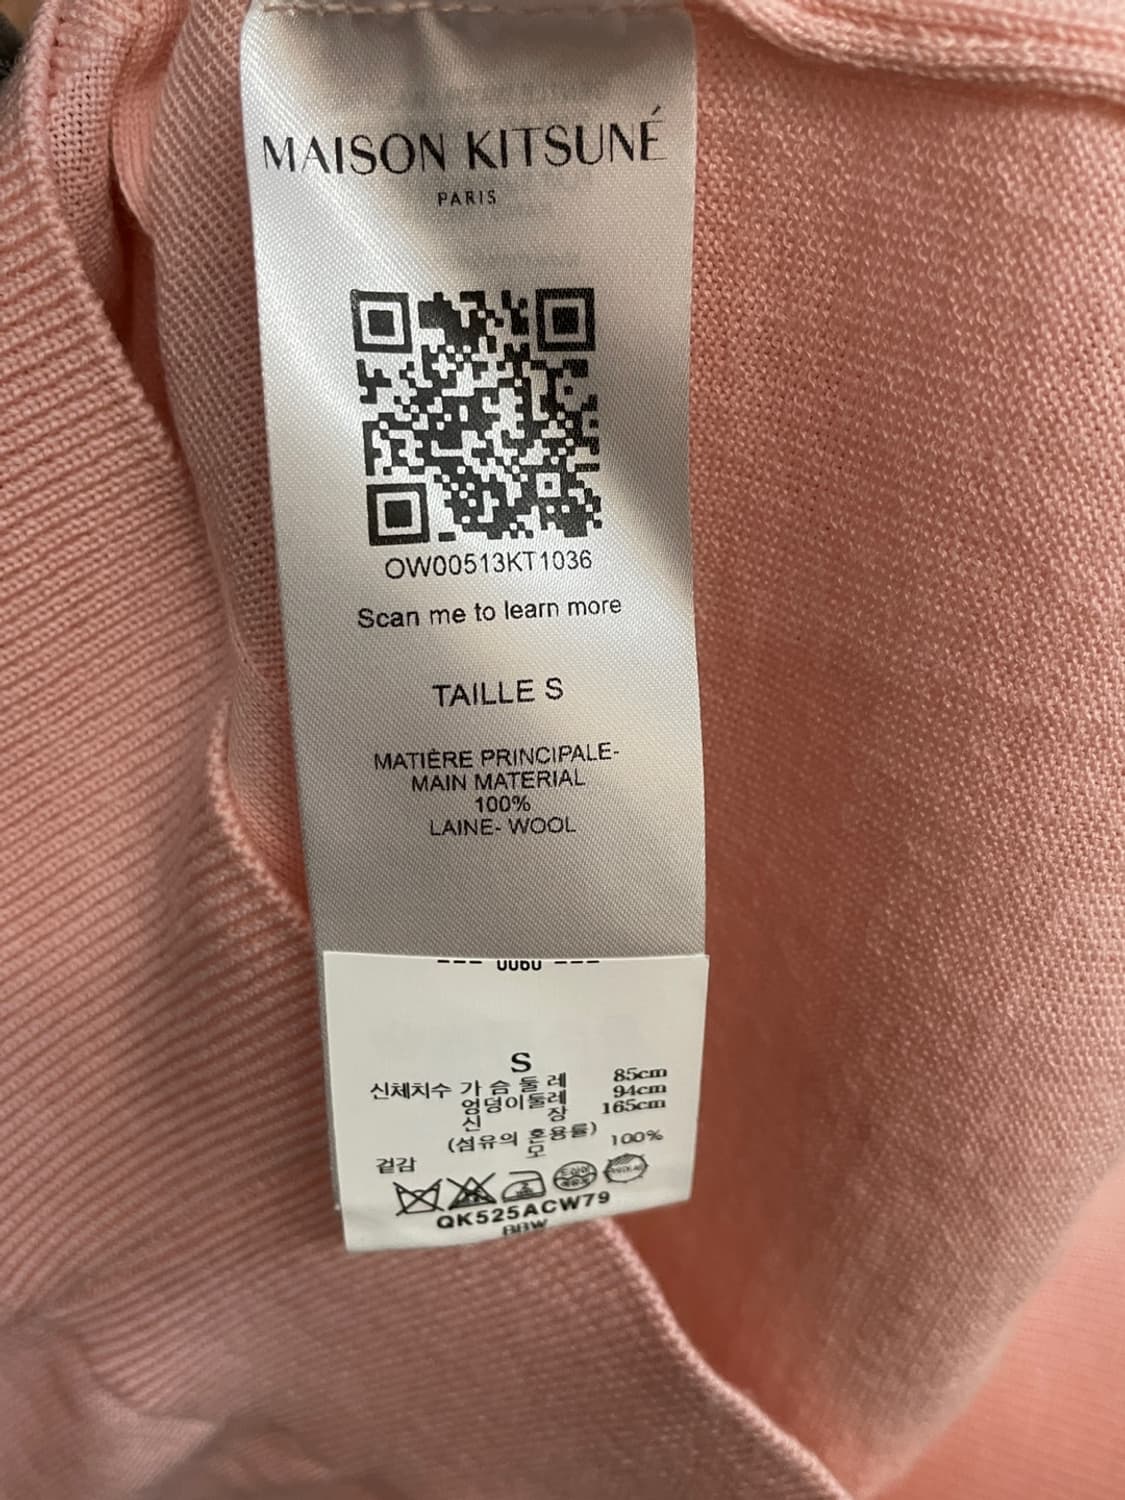 MAISON KITSUNÉ
PARIS
OW00513KT1036
Scan me to learn more
TAILLE S
MATIÈRE PRINCIPALE-
MAIN MATERIAL
100%
LAINE- WOOL
S
신체치수 가 슴 둘 레 85cm
엉덩이둘레 94cm
신 장 165cm
(섬유의 혼용률)
겉감 모 100%
QK525ACW79